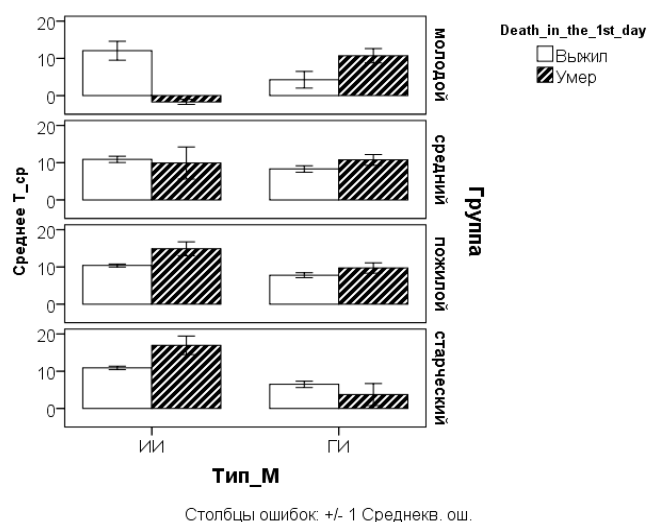 Death_in_the_1st_day
Выжил
Умер
Среднее Т_ср
20
10
0
молодой
20
10
0
средний
20
10
0
пожилой
20
10
0
старческий
Группа
ИИ
ГИ
Тип_М
Столбцы ошибок: +/- 1 Среднекв. ош.